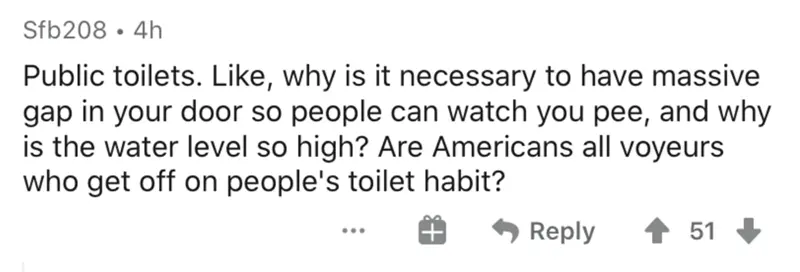 Sfb208 • 4h
Public toilets. Like, why is it necessary to have massive
gap in your door so people can watch you pee, and why
is the water level so high? Are Americans all voyeurs
who get off on people's toilet habit?
... Reply 51